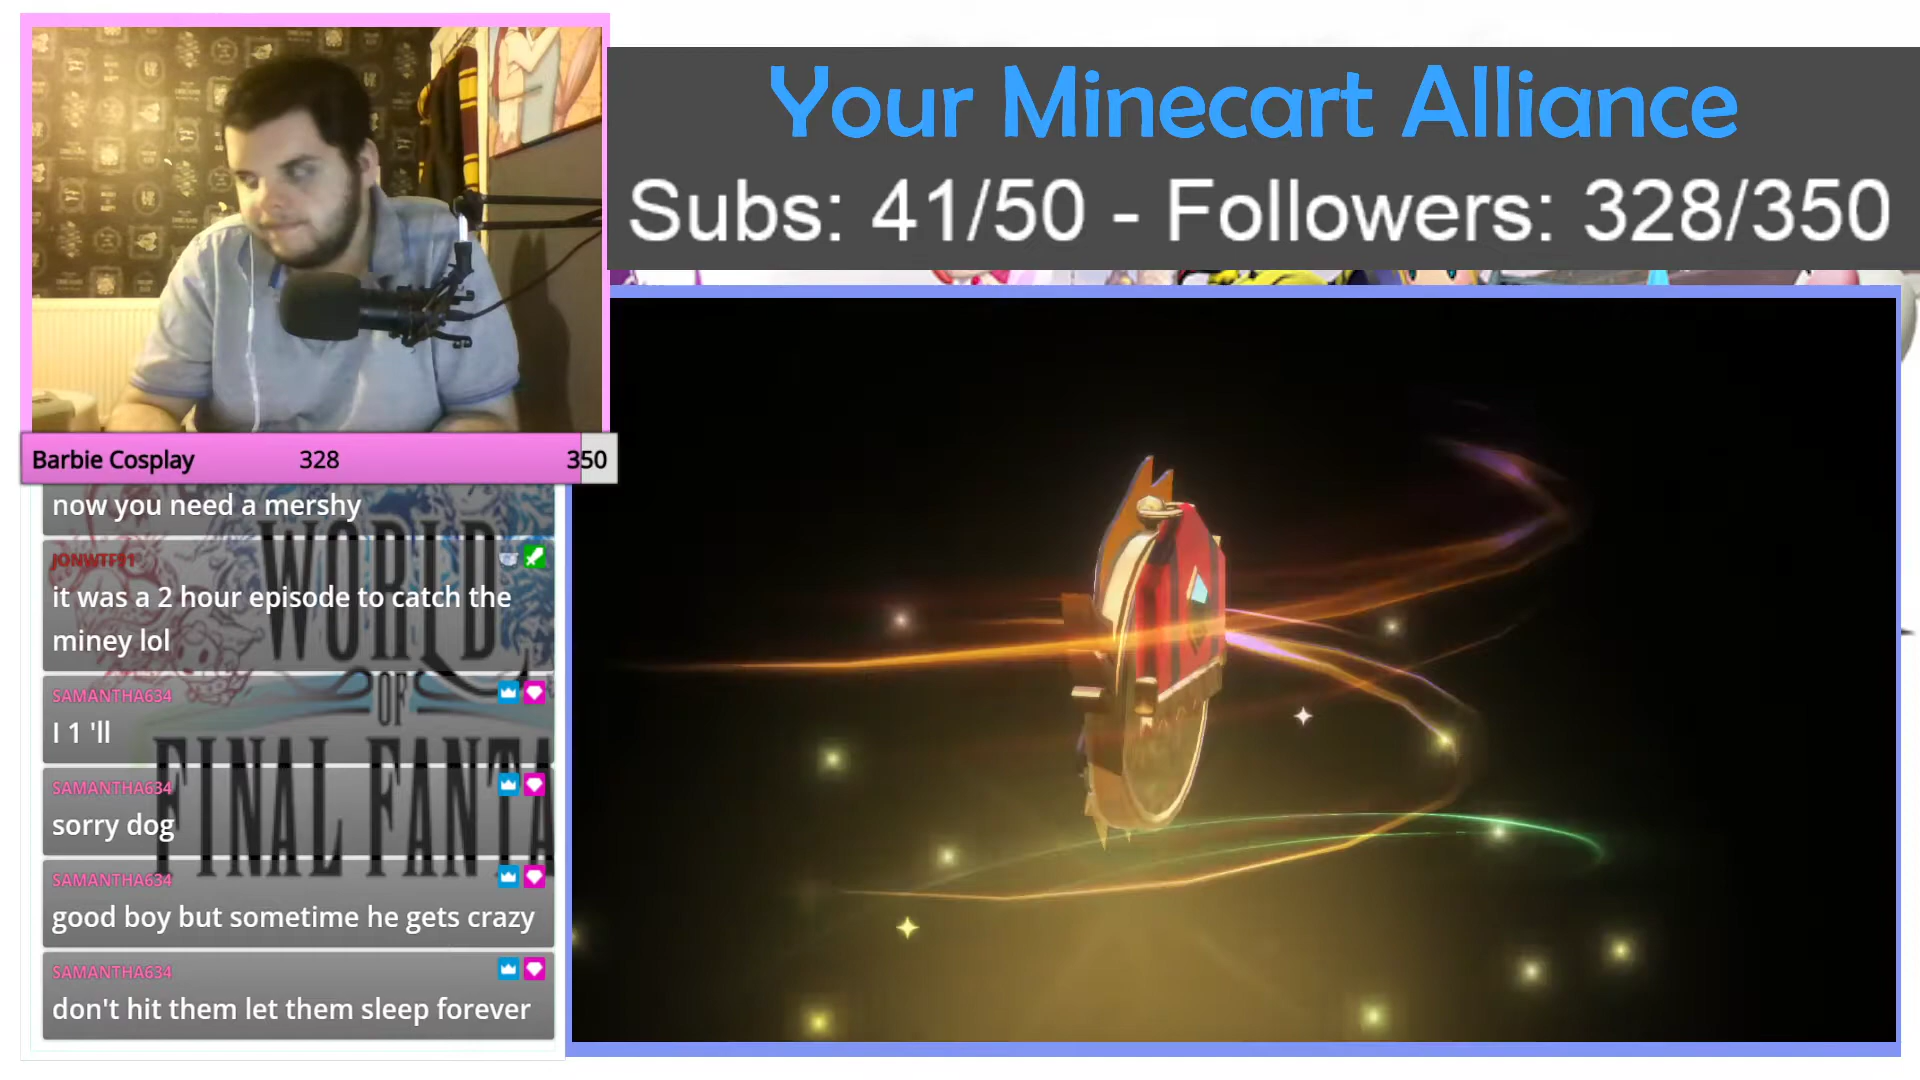 Your Minecart Alliance
Subs: 41/50 - Followers: 328/350
Barbie Cosplay 328 350
now you need a mershy
JONWTF91
it was a 2 hour episode to catch the
miney lol
SAMANTHA634
I 1 'll
SAMANTHA634
sorry dog
SAMANTHA634
good boy but sometime he gets crazy
SAMANTHA634
don't hit them let them sleep forever
WORLD
OF
FINAL FANTA